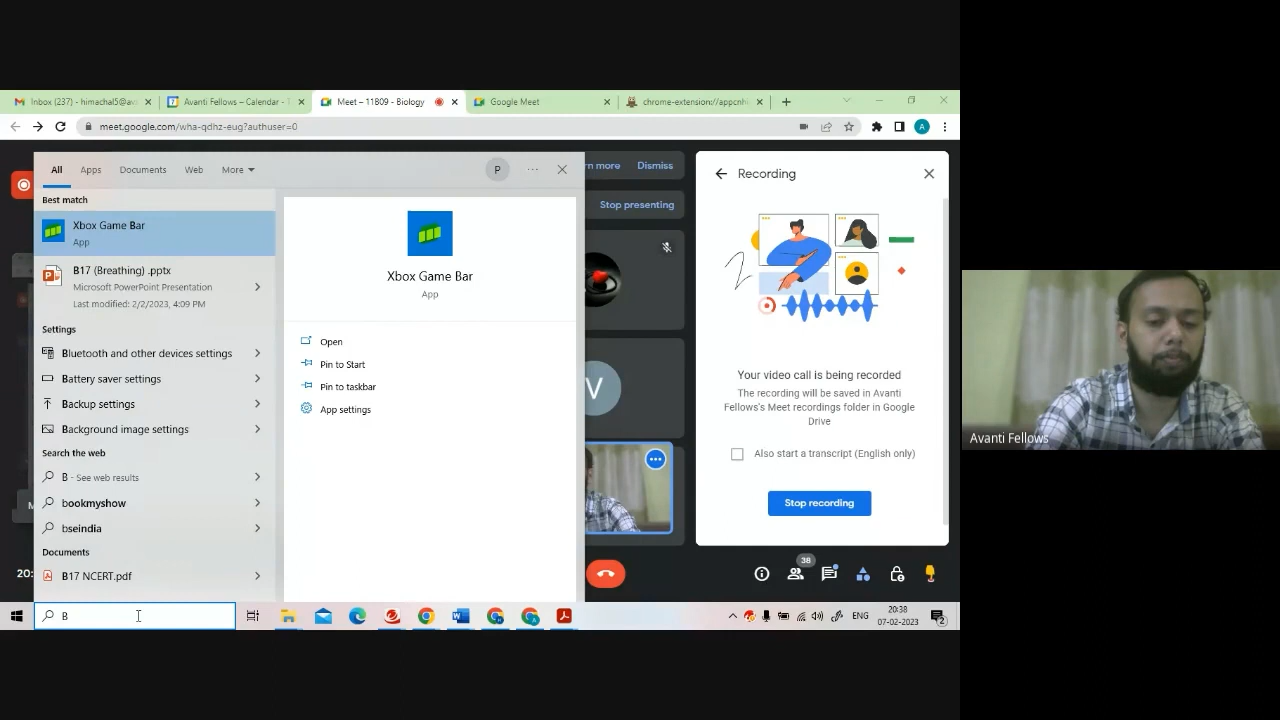 Inbox (237) - himachal5@av
Avanti Fellows – Calendar -
Meet – 11809 - Biology
Google Meet
chrome-extension://appcnhi
meet.google.com/wha-qdhz-eug?authuser=0
A
All
Apps
Documents
Web
More
P
Best match
Xbox Game Bar
App
B17 (Breathing) .pptx
Microsoft PowerPoint Presentation
Last modified: 2/2/2023, 4:09 PM
Settings
Bluetooth and other devices settings
Battery saver settings
Backup settings
Background image settings
Search the web
B - See web results
bookmyshow
bseindia
Documents
B17 NCERT.pdf
Xbox Game Bar
App
Open
Pin to Start
Pin to taskbar
App settings
more
Dismiss
Stop presenting
V
Recording
Your video call is being recorded
The recording will be saved in Avanti
Fellows's Meet recordings folder in Google
Drive
Also start a transcript (English only)
Stop recording
38
20:
B
ENG
20:38
07-02-2023
2
Avanti Fellows